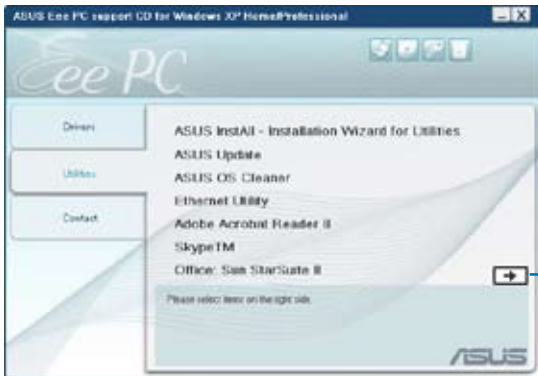 ASUS Eee PC support CD for Windows XP Home/Professional
Eee PC
Drivers
Utilities
Contact
ASUS InstAll - Installation Wizard for Utilities
ASUS Update
ASUS OS Cleaner
Ethernet Utility
Adobe Acrobat Reader 8
SkypeTM
Office: Sun StarSuite 8
Please select items on the right side.
ASUS